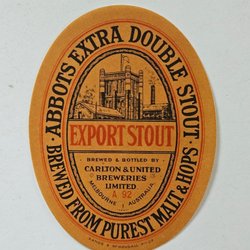 ABBOTS EXTRA DOUBLE STOUT
EXPORT STOUT
BREWED & BOTTLED BY
CARLTON & UNITED
BREWERIES
LIMITED
A 92
MELBOURNE AUSTRALIA
BREWED FROM PUREST MALT & HOPS